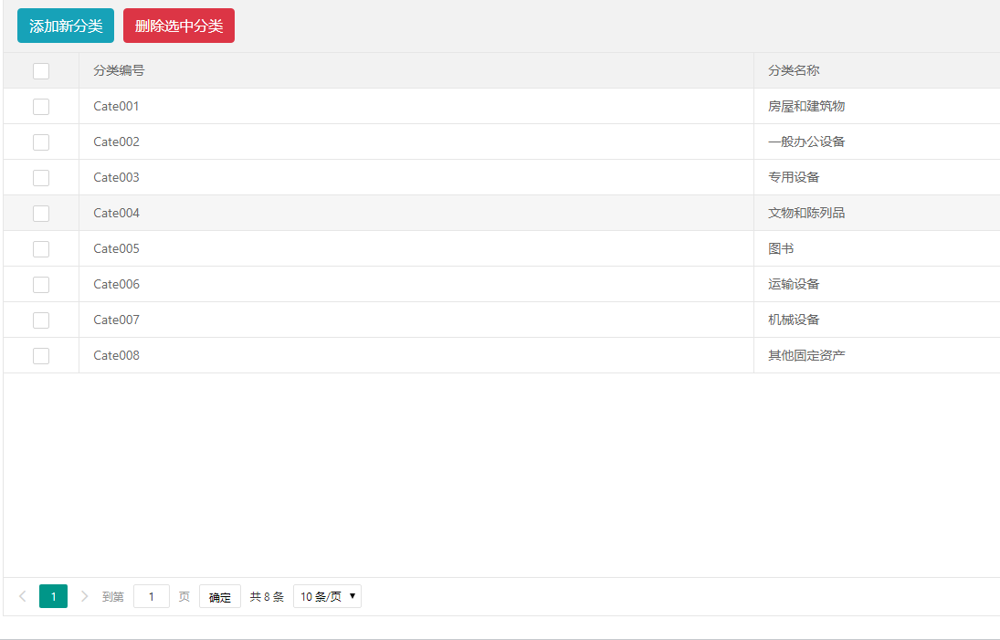 添加新分类 删除选中分类
分类编号 分类名称
Cate001 房屋和建筑物
Cate002 一般办公设备
Cate003 专用设备
Cate004 文物和陈列品
Cate005 图书
Cate006 运输设备
Cate007 机械设备
Cate008 其他固定资产
1 到第 1 页 确定 共 8 条 10 条/页